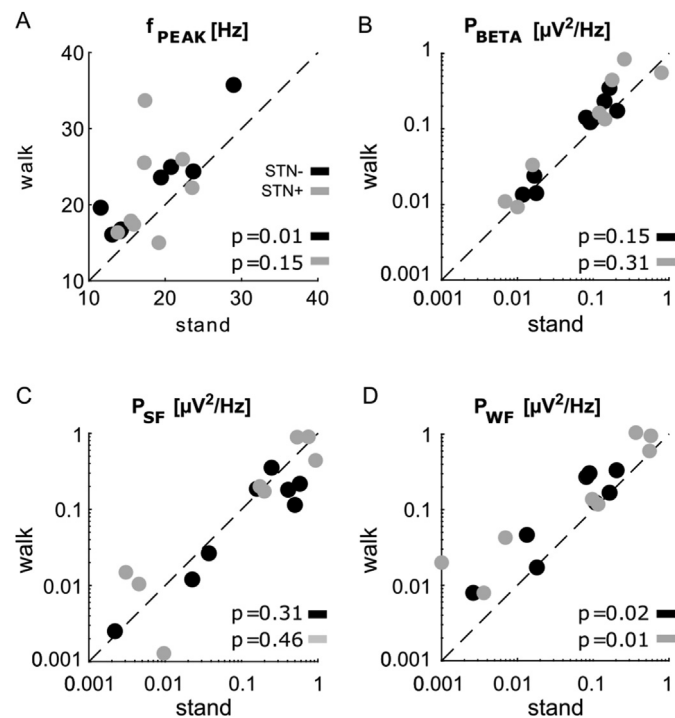 A
f PEAK [Hz]
40
30
20
10
walk
STN-
STN+
p=0.01
p=0.15
10 20 30 40
stand
B
P BETA [µV²/Hz]
1
0.1
0.01
0.001
walk
p=0.15
p=0.31
0.001 0.01 0.1 1
stand
C
P SF [µV²/Hz]
1
0.1
0.01
0.001
walk
p=0.31
p=0.46
0.001 0.01 0.1 1
stand
D
P WF [µV²/Hz]
1
0.1
0.01
0.001
walk
p=0.02
p=0.01
0.001 0.01 0.1 1
stand